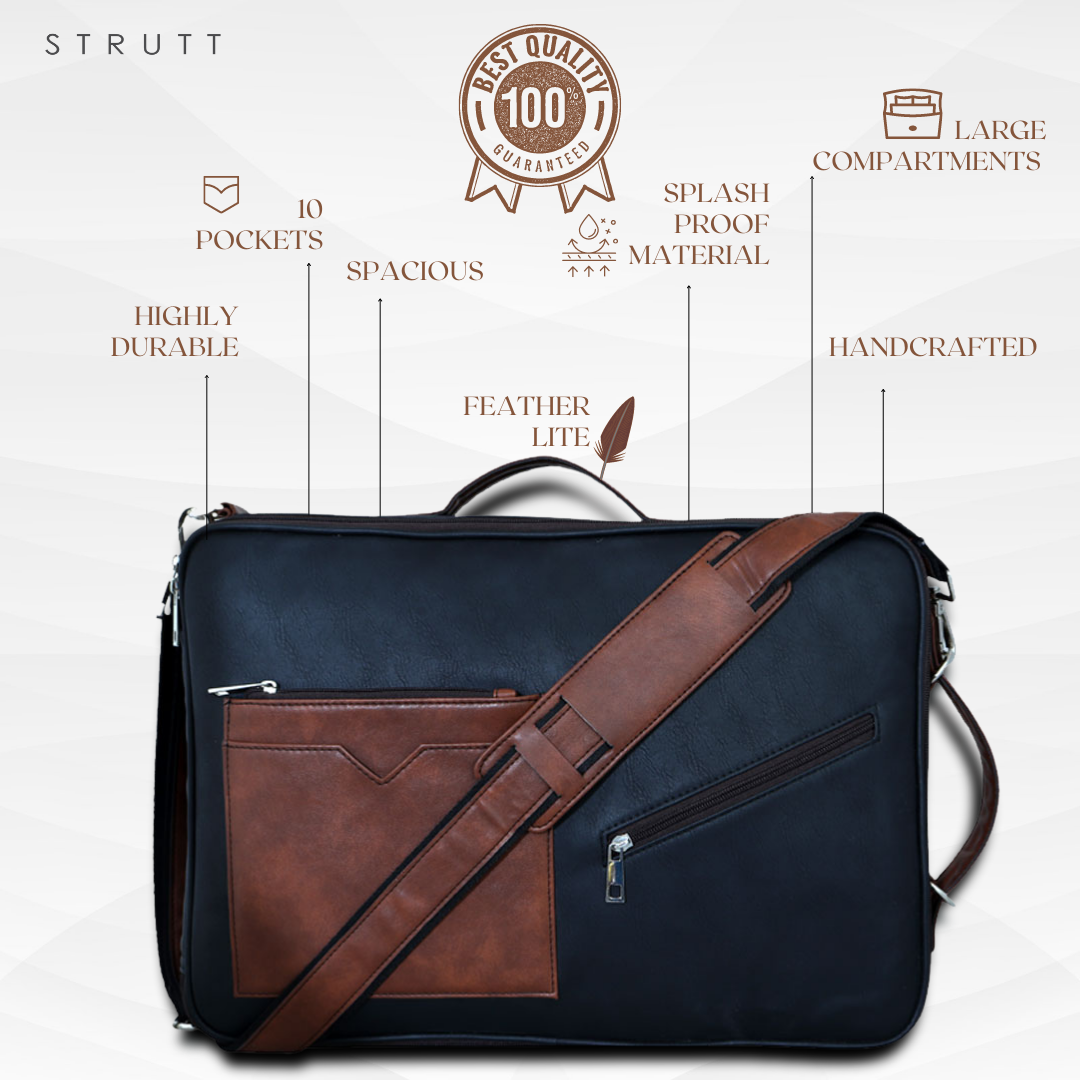 STRUTT
BEST QUALITY
100%
GUARANTEED
LARGE
COMPARTMENTS
10
POCKETS
SPLASH
PROOF
MATERIAL
SPACIOUS
HIGHLY
DURABLE
HANDCRAFTED
FEATHER
LITE